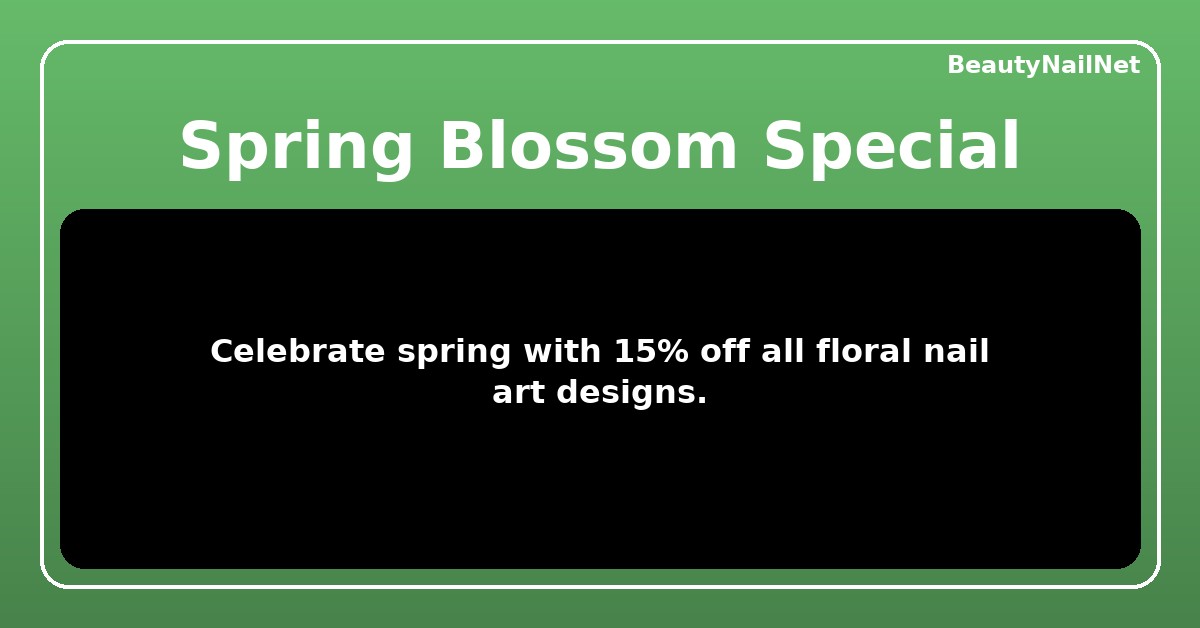 BeautyNailNet
Spring Blossom Special
Celebrate spring with 15% off all floral nail
art designs.